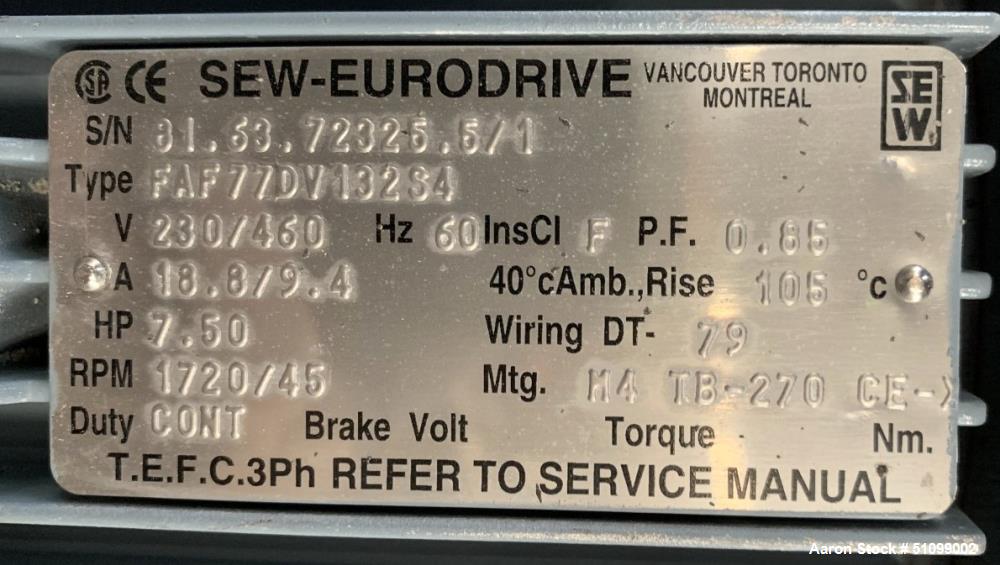 SA CE SEW-EURODRIVE VANCOUVER TORONTO MONTREAL SEW
S/N 81.63.72325.5/1
Type FAF77DV132S4
V 230/460 Hz 60 InsCl F P.F. 0.85
A 18.8/9.4 40°cAmb.,Rise 105 °c
HP 7.50 Wiring DT- 79
RPM 1720/45 Mtg. M4 TB-270 CE-X
Duty CONT Brake Volt Torque Nm.
T.E.F.C.3Ph REFER TO SERVICE MANUAL
Aaron Stock # 51099002